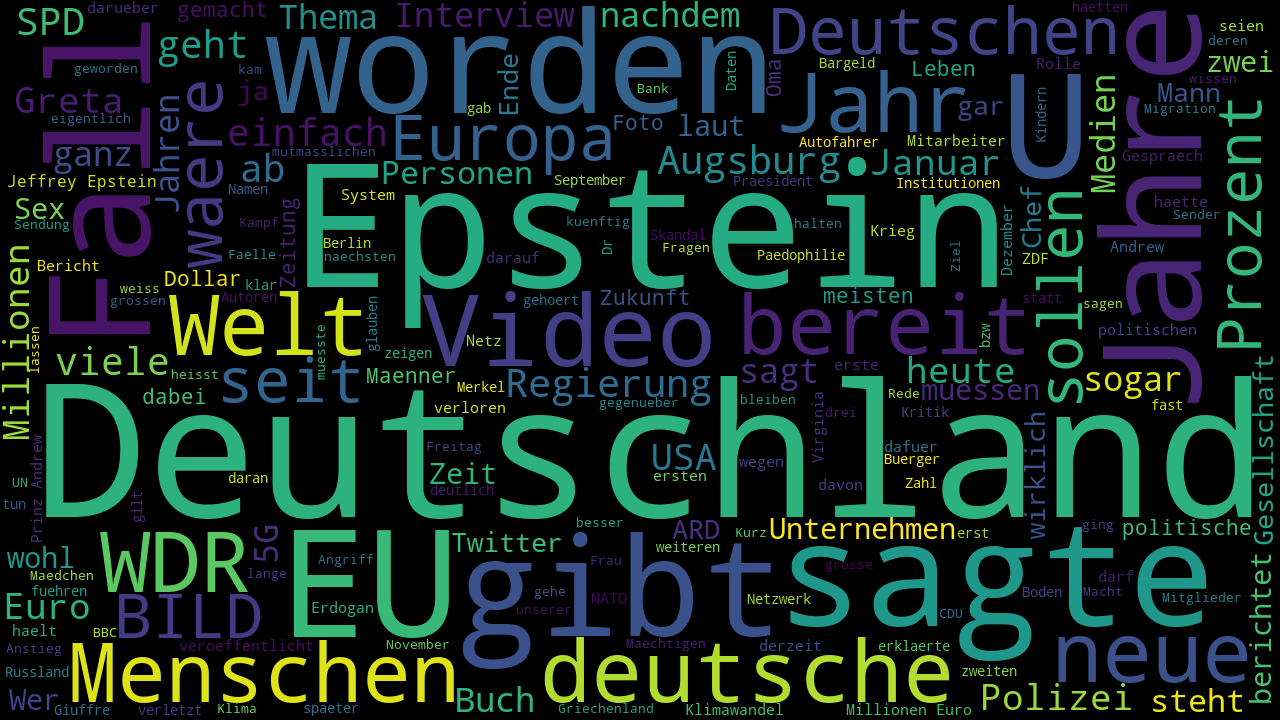 darueber
gemacht
Interview
nachdem
Deutschen
haetten
SPD
Thema
seien
geht
worden
deren
geworden
kam
Ende
Daten
Oma
Bargeld
Leben
Rolle
zwei
wissen
Fall
Greta
ja
gab
Bank
Jahr
gar
U
Medien
Mann
Jahre
eigentlich
Jahren
waere
einfach
Europa
Foto
laut
Kindern
Migration
Prozent
ganz
mutmasslichen
Autofahrer
Mitarbeiter
ab
Personen
Augsburg
Januar
Gespraech
Jeffrey Epstein
Namen
System
September
Praesident
Institutionen
haette
Sex
Sendung
Kampf
Zeitung
Epstein
kuenftig
Skandal
halten
Krieg
Chef
sollen
Sender
Berlin
Dr
Fragen
Ziel
Dezember
Andrew
Faelle
naechsten
darauf
Paedophilie
ZDF
Millionen
Bericht
Dollar
klar
weiss
grossen
Autoren
gehoert
Zukunft
meisten
statt
sagen
Welt
glauben
Video
bereit
politischen
lassen
muesste
zeigen
Netz
bzw
viele
heisst
seit
Maenner
Merkel
Regierung
sagt
erste
heute
muessen
sogar
dabei
verloren
gegenueber
bleiben
Rede
fast
Deutschland
Virginia
drei
Kritik
Prinz Andrew
Freitag
USA
dafuer
wirklich
Gesellschaft
daran
Zeit
ersten
wegen
Buerger
UN
deutlich
davon
Zahl
tun
gilt
5G
besser
ARD
Kurz
Unternehmen
erst
ging
politische
wohl
WDR
EU
Twitter
gibt
weiteren
sagte
berichtet
Angriff
Frau
grosse
Maedchen
lange
darf
fuehren
gehe
Netzwerk
Boden
Macht
Mitglieder
Euro
BILD
Erdogan
unserer
NATO
CDU
haelt
BBC
Anstieg
veroeffentlicht
November
Maechtigen
derzeit
erklaerte
neue
Russland
Menschen
deutsche
zweiten
Wer
Giuffre
verletzt
Klima
spaeter
Buch
Griechenland
Klimawandel
Millionen Euro
Polizei
steht